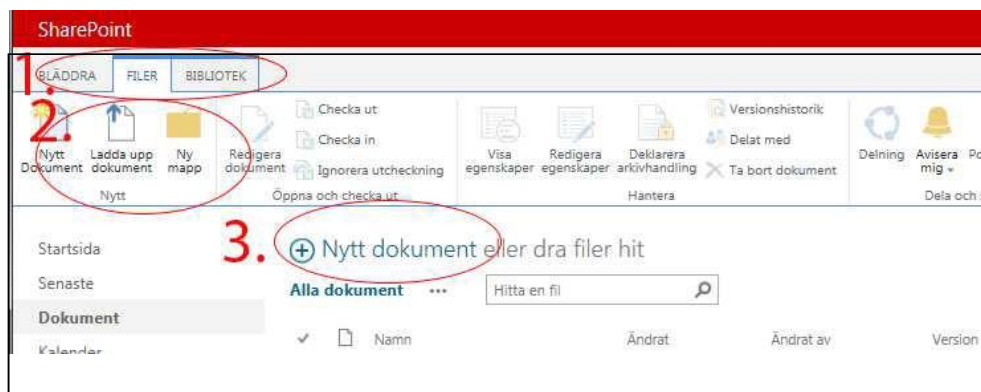 SharePoint
1.
BLÄDDRA FILER BIBLIOTEK
2.
Nytt Dokument
Ladda upp dokument
Ny mapp
Nytt
Redigera dokument
Checka ut
Checka in
Ignorera utcheckning
Öppna och checka ut
Visa egenskaper
Redigera egenskaper
Deklarera arkivhandling
Versionshistorik
Delat med
Ta bort dokument
Hantera
Delning
Avisera mig
Dela och
3.
Nytt dokument eller dra filer hit
Startsida
Senaste
Dokument
Kalender
Alla dokument ...
Hitta en fil
Namn Ändrat Ändrat av Version